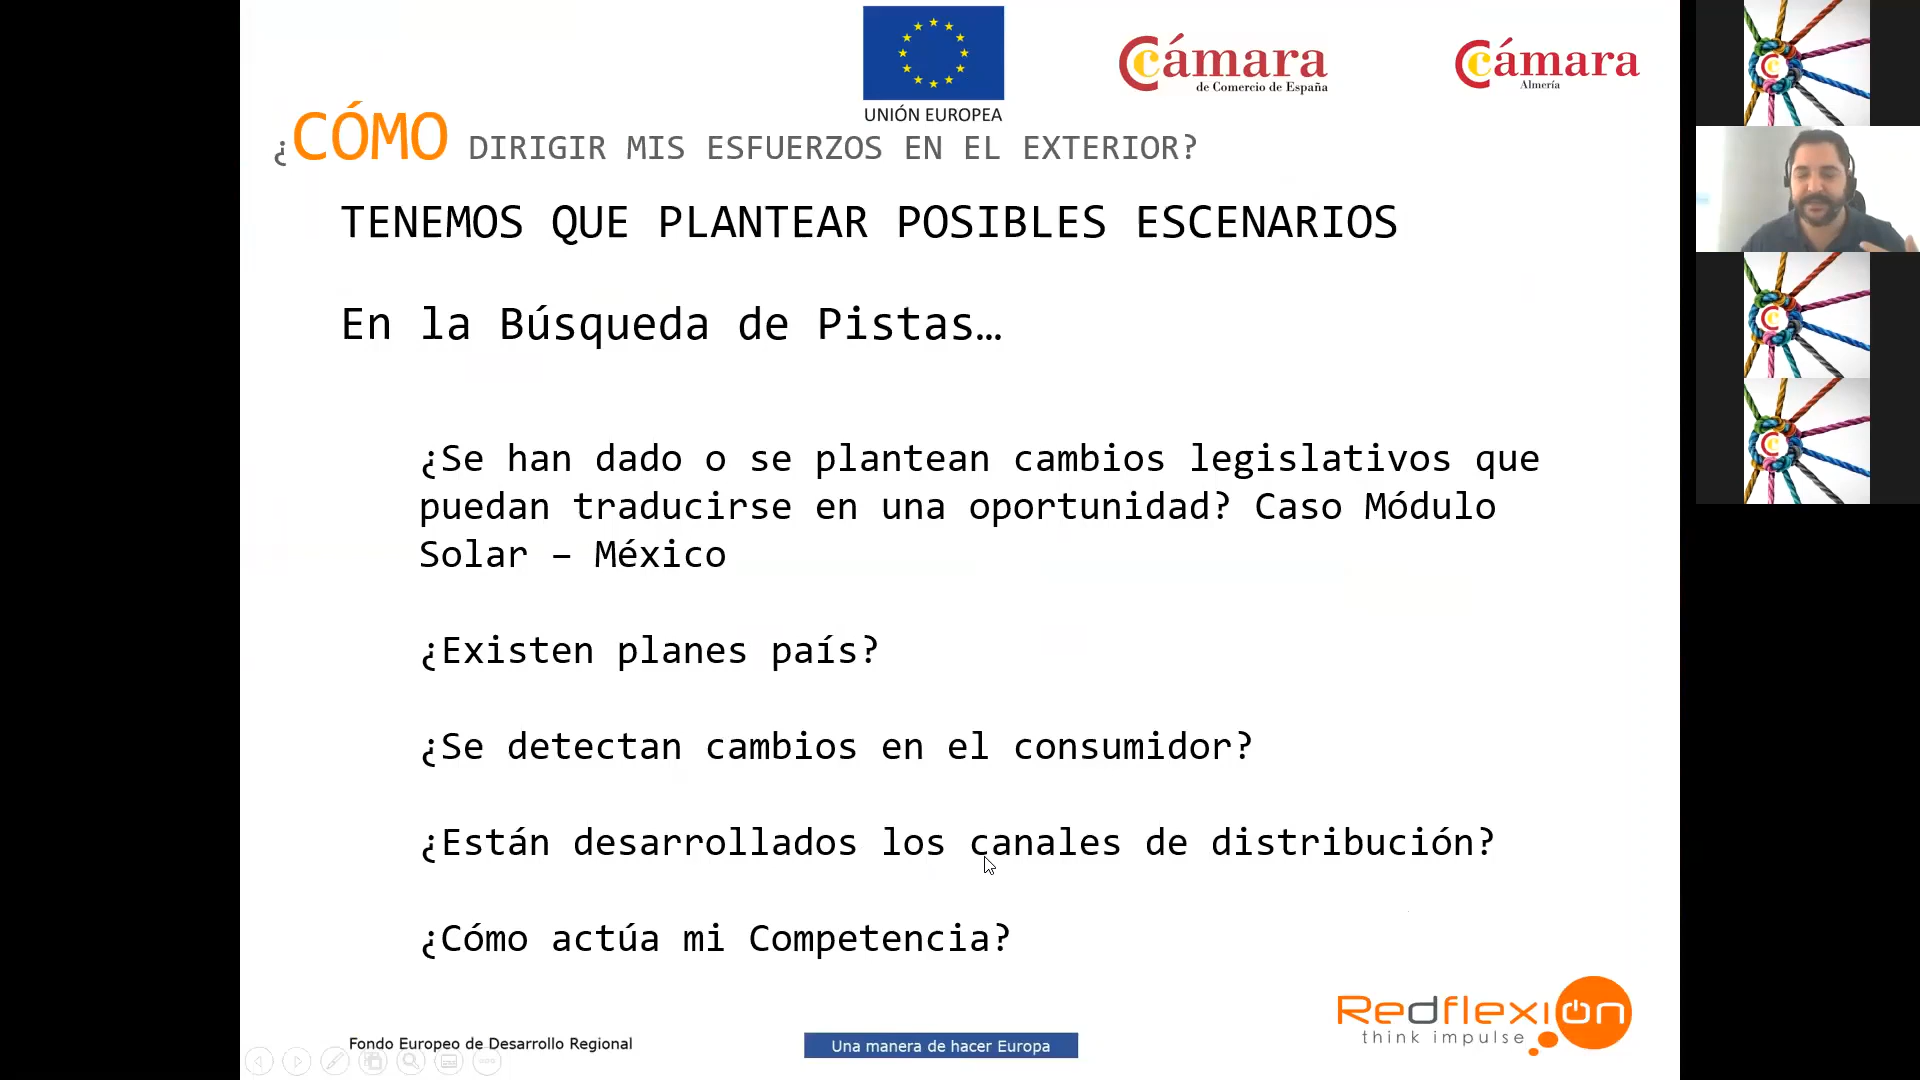 UNIÓN EUROPEA
Cámara
de Comercio de España
Cámara
Almería
¿CÓMO DIRIGIR MIS ESFUERZOS EN EL EXTERIOR?
TENEMOS QUE PLANTEAR POSIBLES ESCENARIOS
En la Búsqueda de Pistas…
¿Se han dado o se plantean cambios legislativos que
puedan traducirse en una oportunidad? Caso Módulo
Solar – México
¿Existen planes país?
¿Se detectan cambios en el consumidor?
¿Están desarrollados los canales de distribución?
¿Cómo actúa mi Competencia?
Redflexión
think impulse
Fondo Europeo de Desarrollo Regional
Una manera de hacer Europa